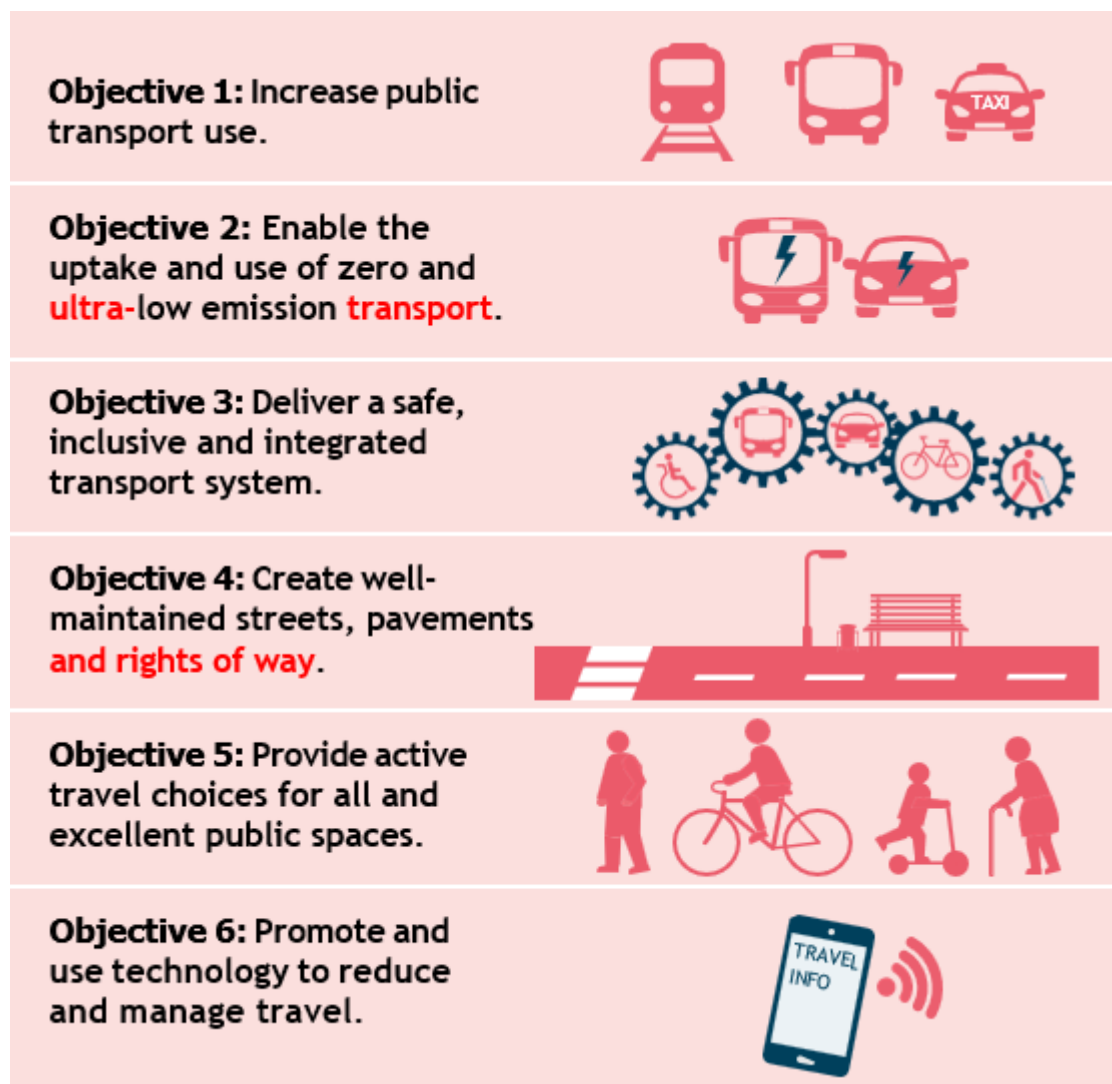 Objective 1: Increase public
transport use.
TAXI
Objective 2: Enable the
uptake and use of zero and
ultra-low emission transport.
Objective 3: Deliver a safe,
inclusive and integrated
transport system.
Objective 4: Create well-
maintained streets, pavements
and rights of way.
Objective 5: Provide active
travel choices for all and
excellent public spaces.
Objective 6: Promote and
use technology to reduce
and manage travel.
TRAVEL
INFO